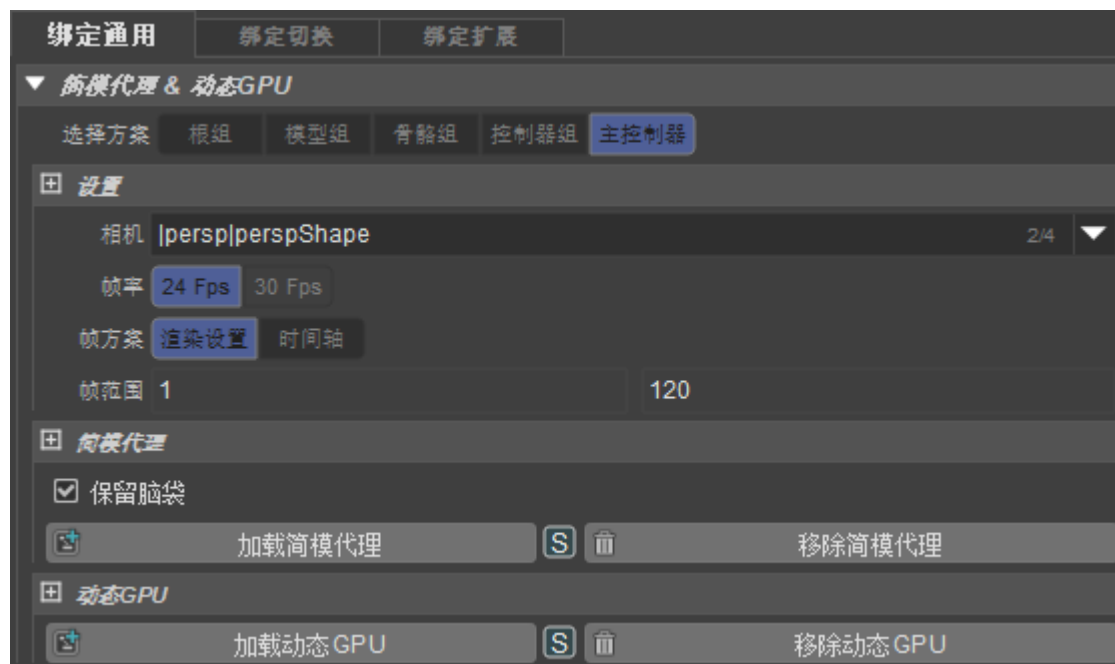 绑定通用 绑定切换 绑定扩展
简模代理 & 动态GPU
选择方案 根组 模型组 骨骼组 控制器组 主控制器
设置
相机 |persp|perspShape 2/4
帧率 24 Fps 30 Fps
帧方案 渲染设置 时间轴
帧范围 1 120
简模代理
保留脑袋
加载简模代理 S 移除简模代理
动态GPU
加载动态GPU S 移除动态GPU